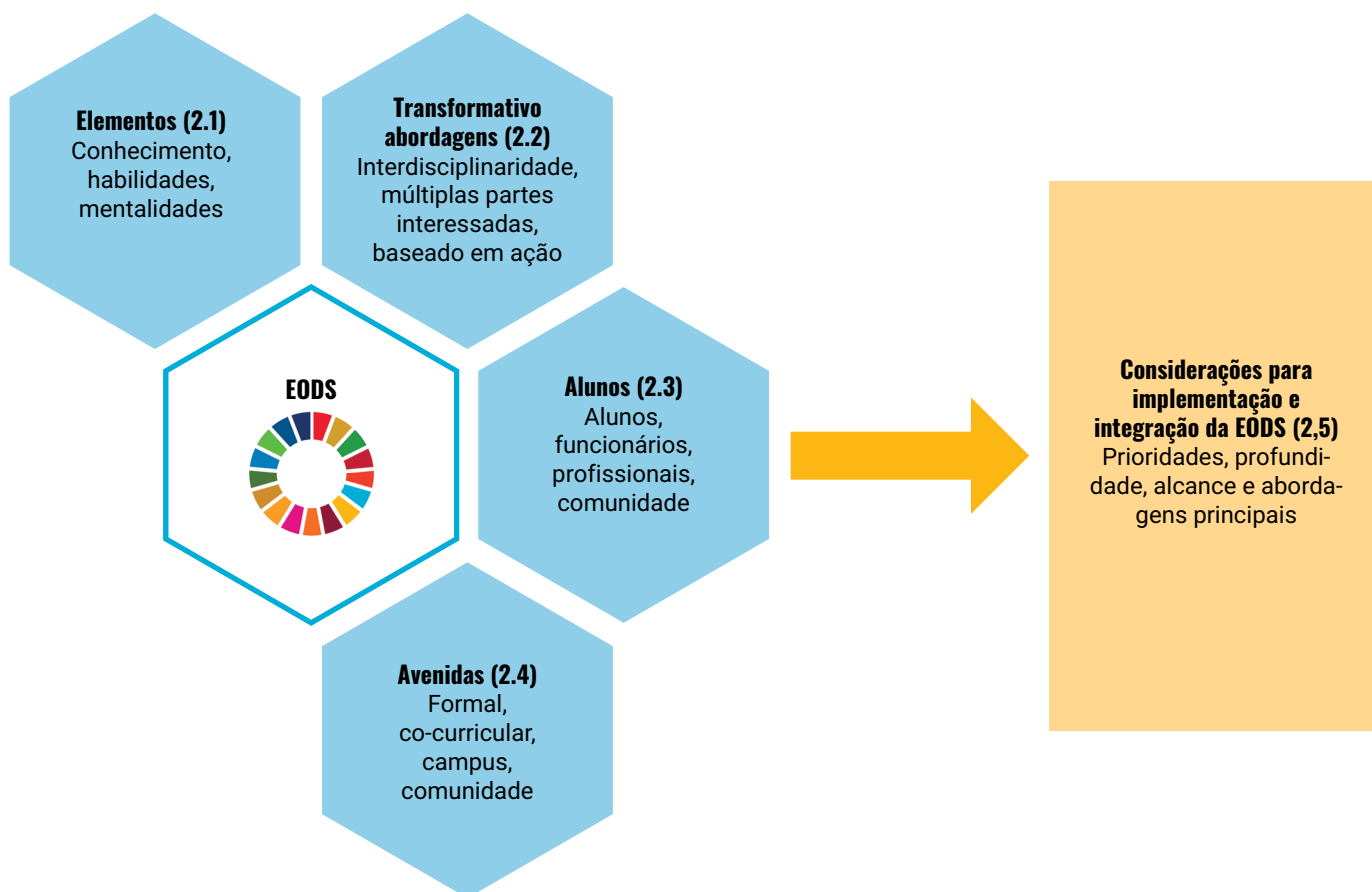 Elementos (2.1)
Conhecimento,
habilidades,
mentalidades
Transformativo
abordagens (2.2)
Interdisciplinaridade,
múltiplas partes
interessadas,
baseado em ação
EODS
Alunos (2.3)
Alunos,
funcionários,
profissionais,
comunidade
Avenidas (2.4)
Formal,
co-curricular,
campus,
comunidade
Considerações para
implementação e
integração da EODS (2,5)
Prioridades, profundi-
dade, alcance e aborda-
gens principais